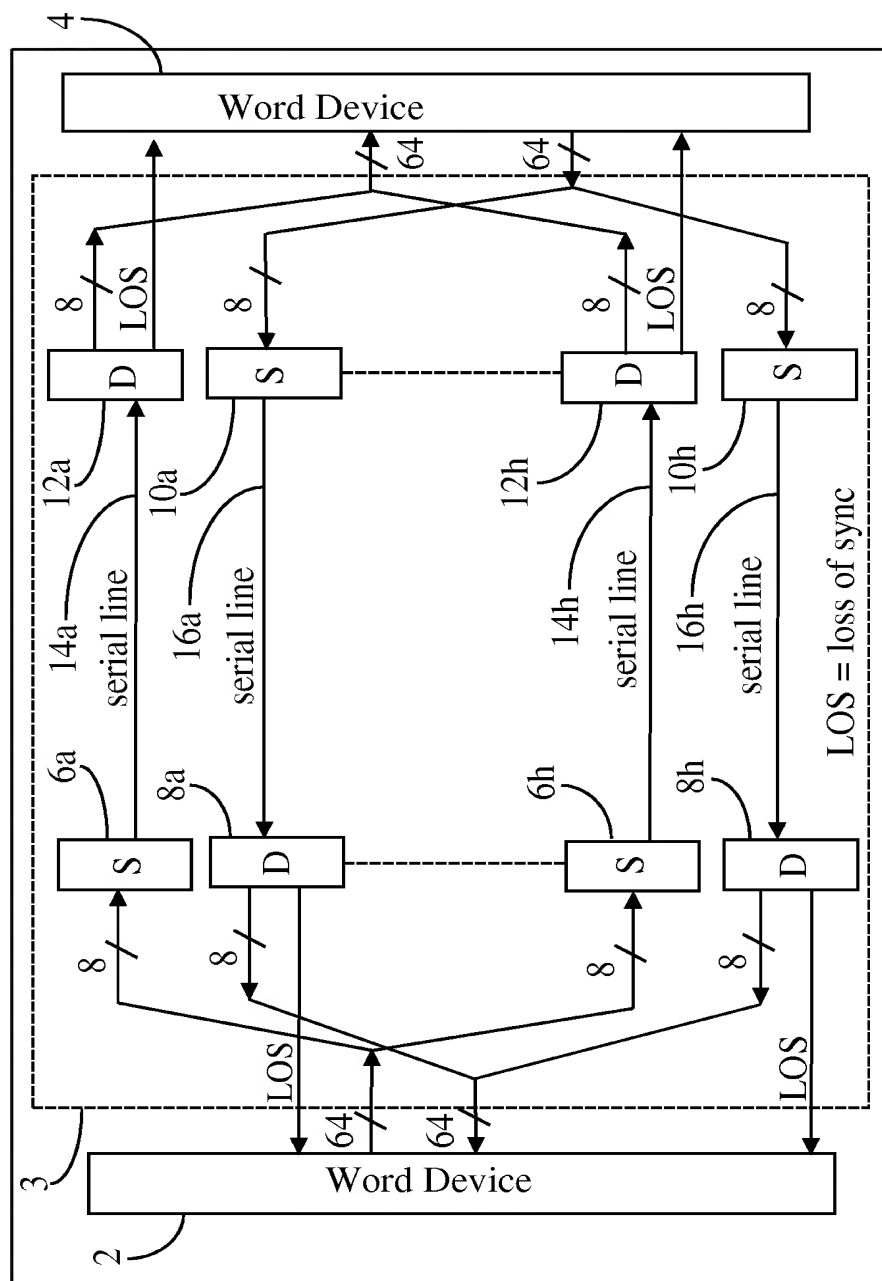 4
Word Device
64
64
8
LOS
8
8
LOS
8
D
S
D
S
12a
10a
12h
10h
14a
serial line
16a
serial line
14h
serial line
16h
serial line
LOS = loss of sync
6a
8a
6h
8h
S
D
S
D
8
8
8
8
LOS
LOS
64
64
3
Word Device
2